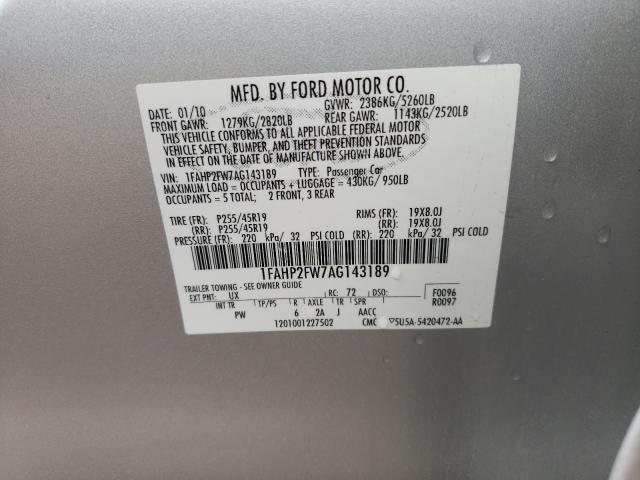 MFD. BY FORD MOTOR CO.
01/10 GVWR: 2386KG/5260LB
FRONT GAWR: 1279KG/2820LB REAR GAWR: 1143KG/2520LB
THIS VEHICLE CONFORMS TO ALL APPLICABLE FEDERAL MOTOR
VEHICLE SAFETY, BUMPER, AND THEFT PREVENTION STANDARDS
IN EFFECT ON THE DATE OF MANUFACTURE SHOWN ABOVE.
VIN: 1FAHP2FW7AG143189 TYPE: Passenger Car
MAXIMUM LOAD = OCCUPANTS + LUGGAGE = 430KG/ 950LB
OCCUPANTS = 5 TOTAL; 2 FRONT, 3 REAR
TIRE (FR): P255/45R19 RIMS (FR): 19X8.0J
(RR): P255/45R19 (RR): 19X8.0J
PRESSURE (FR): 220 kPa/ 32 PSI COLD (RR): 220 kPa/ 32 PSI COLD
1FAHP2FW7AG143189
TRAILER TOWING - SEE OWNER GUIDE
EXT PNT: UX RC: 72 DSO: F0096
INT TR TP/PS R AXLE TR SPR R0097
PW 6 2A J AACC
1201001227502 CMC 5U5A-5420472-AA